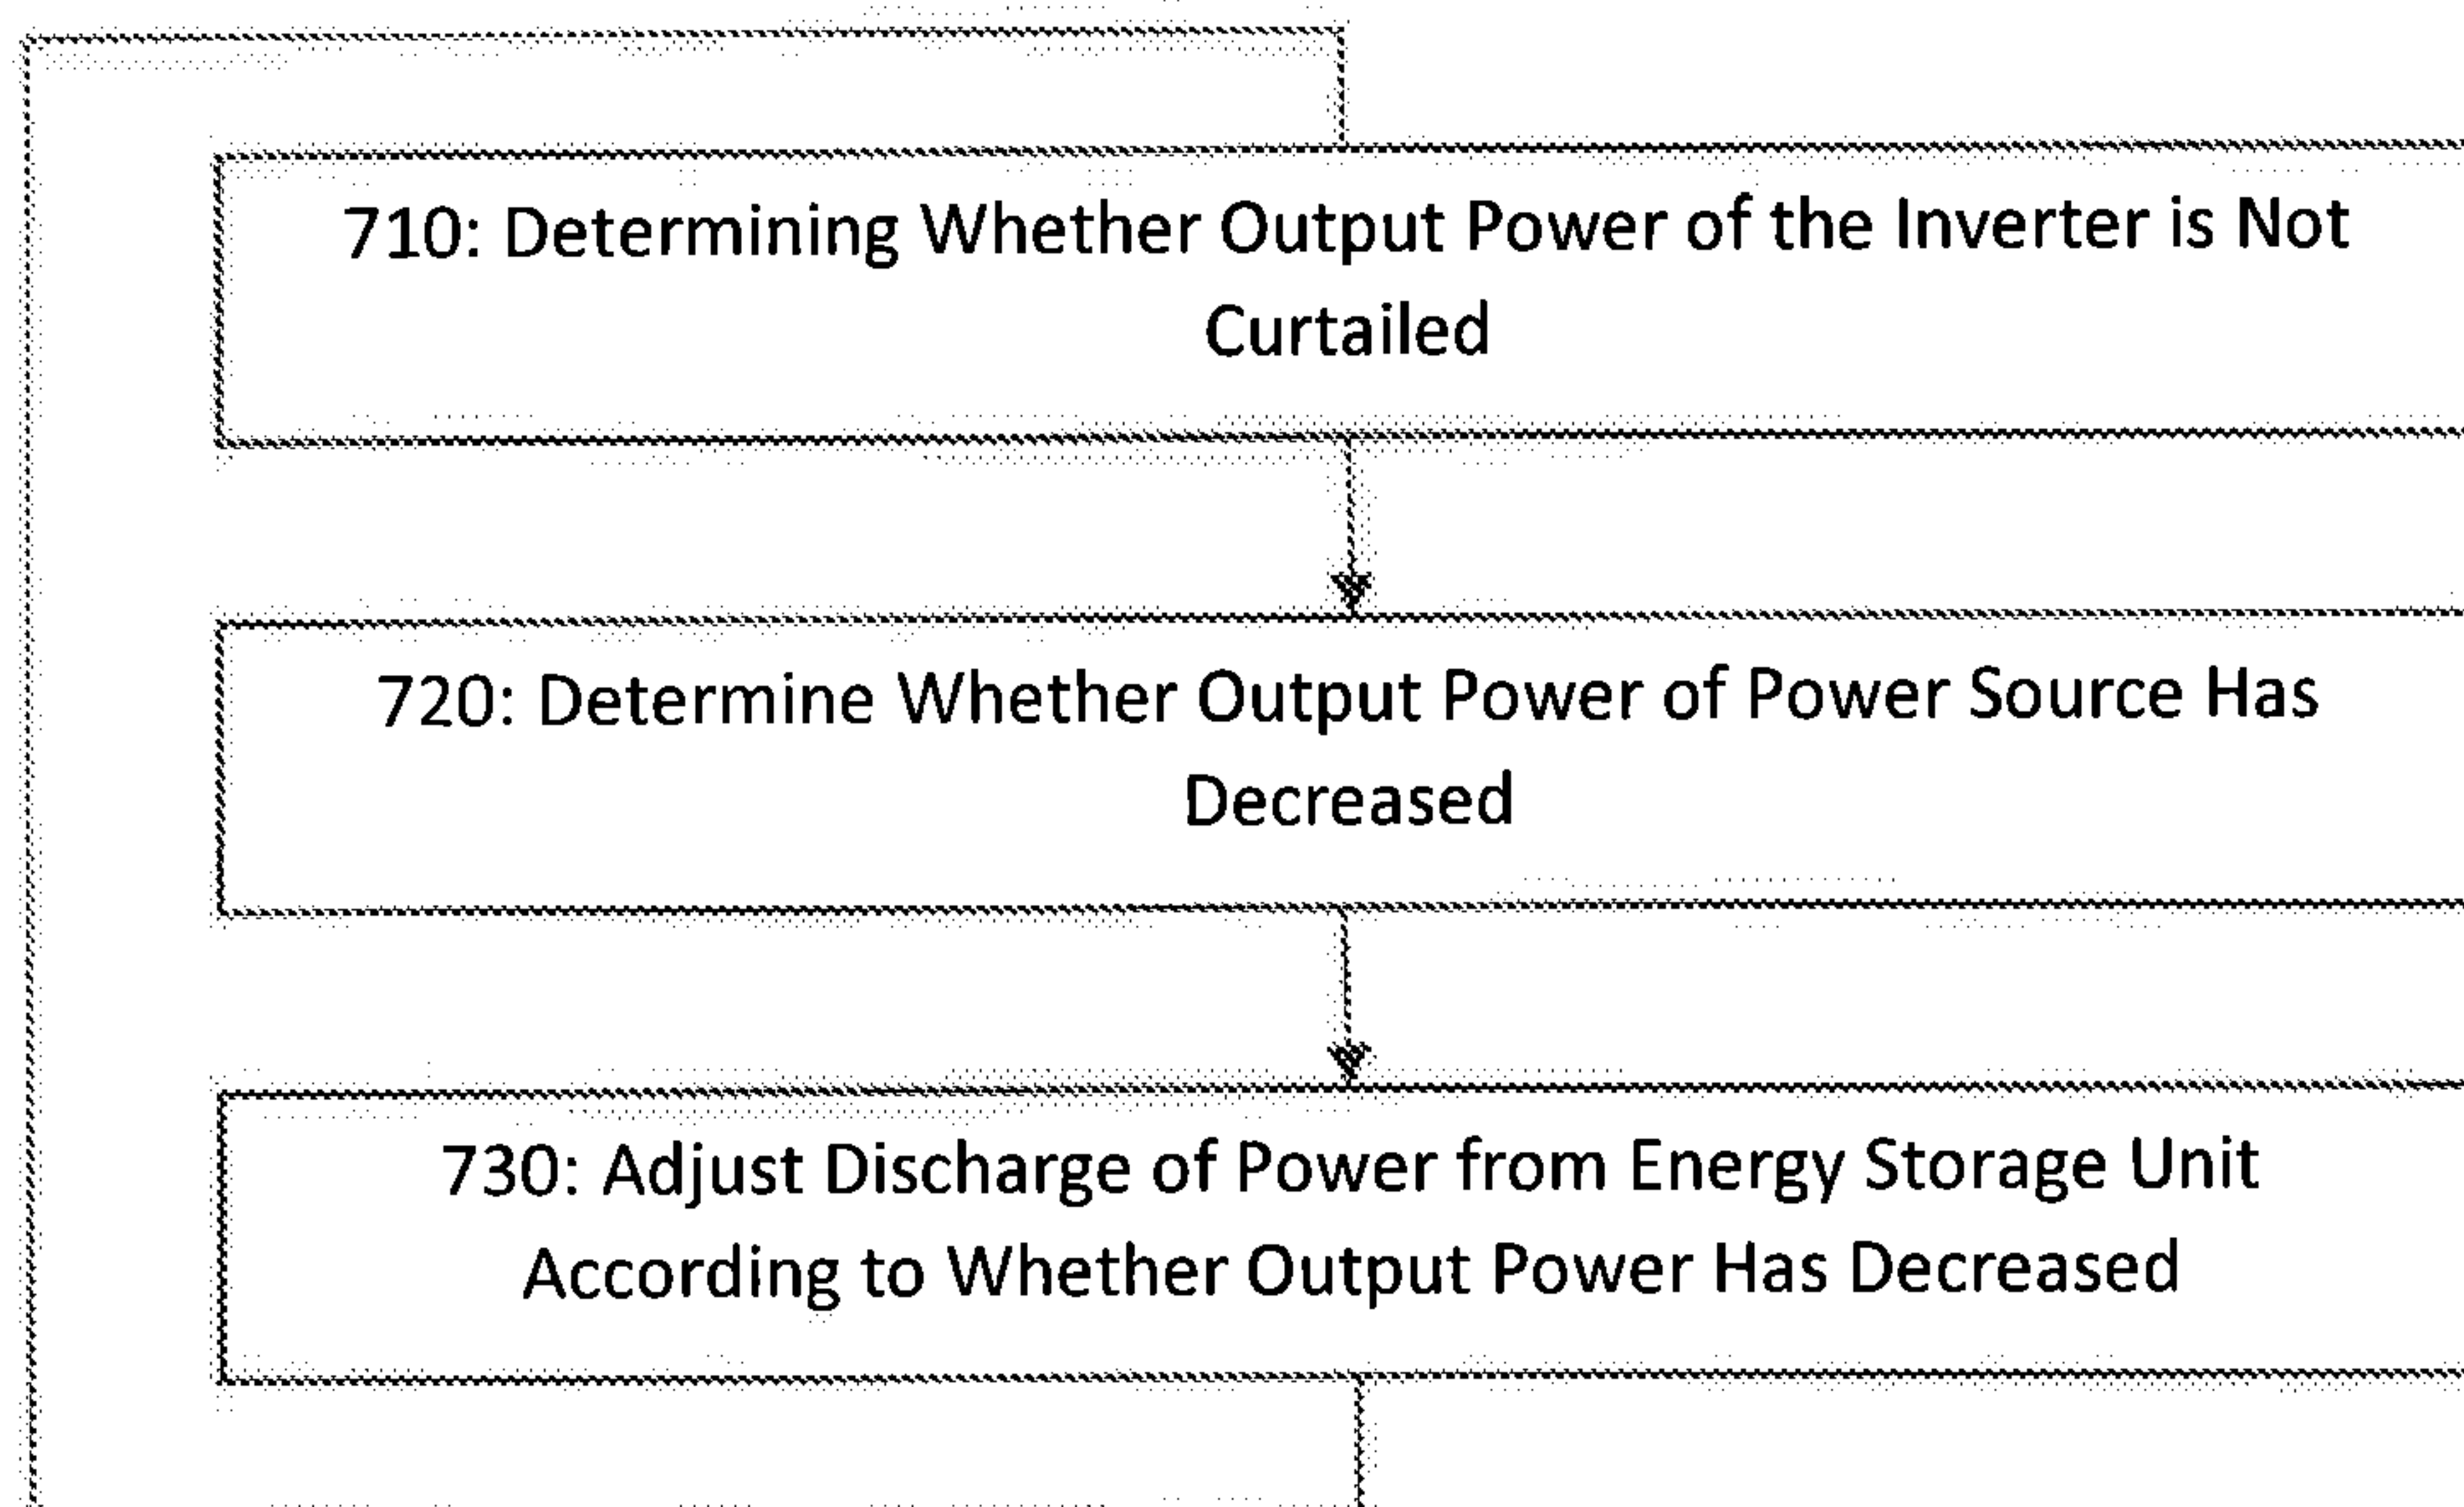 710: Determining Whether Output Power of the Inverter is Not
Curtailed
720: Determine Whether Output Power of Power Source Has
Decreased
730: Adjust Discharge of Power from Energy Storage Unit
According to Whether Output Power Has Decreased